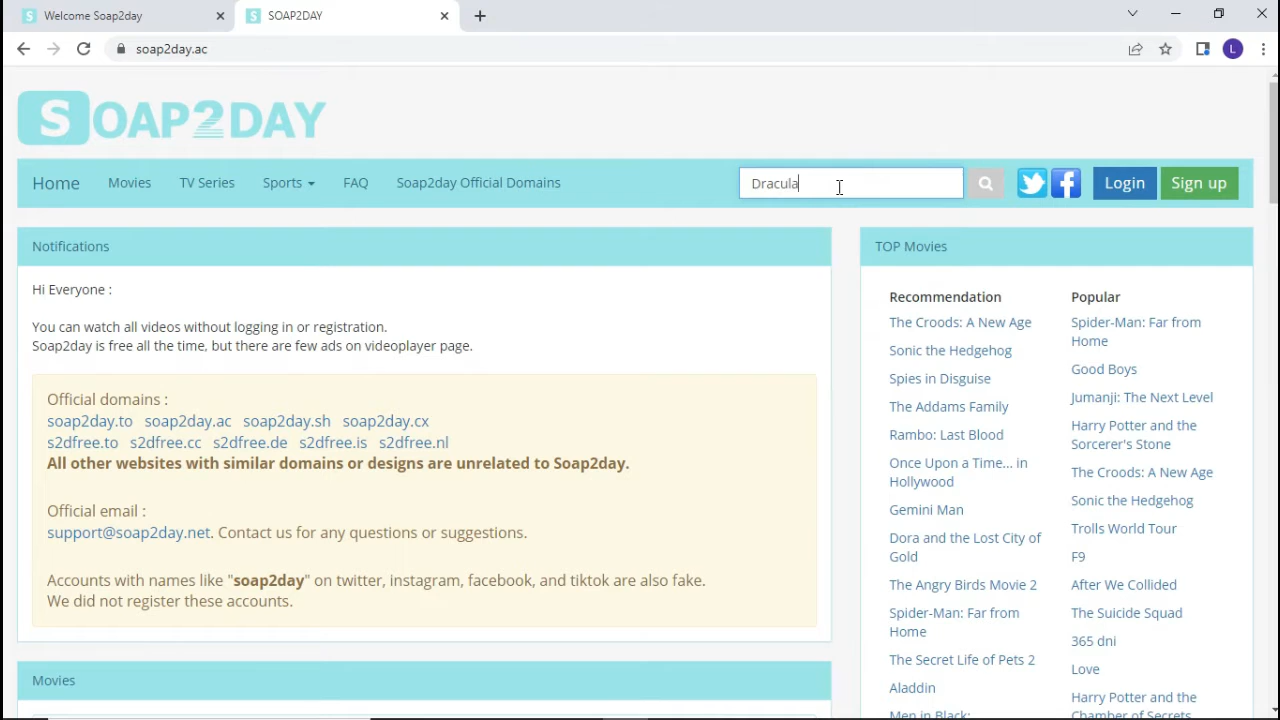 Welcome Soap2day
SOAP2DAY
soap2day.ac
L
SOAP2DAY
Home Movies TV Series Sports FAQ Soap2day Official Domains
Dracula
Login Sign up
Notifications
Hi Everyone :
You can watch all videos without logging in or registration.
Soap2day is free all the time, but there are few ads on videoplayer page.
Official domains :
soap2day.to soap2day.ac soap2day.sh soap2day.cx
s2dfree.to s2dfree.cc s2dfree.de s2dfree.is s2dfree.nl
All other websites with similar domains or designs are unrelated to Soap2day.
Official email :
support@soap2day.net. Contact us for any questions or suggestions.
Accounts with names like "soap2day" on twitter, instagram, facebook, and tiktok are also fake.
We did not register these accounts.
Movies
TOP Movies
Recommendation
The Croods: A New Age
Sonic the Hedgehog
Spies in Disguise
The Addams Family
Rambo: Last Blood
Once Upon a Time... in
Hollywood
Gemini Man
Dora and the Lost City of
Gold
The Angry Birds Movie 2
Spider-Man: Far from
Home
The Secret Life of Pets 2
Aladdin
Men in Black:
Popular
Spider-Man: Far from
Home
Good Boys
Jumanji: The Next Level
Harry Potter and the
Sorcerer's Stone
The Croods: A New Age
Sonic the Hedgehog
Trolls World Tour
F9
After We Collided
The Suicide Squad
365 dni
Love
Harry Potter and the
Chamber of Secrets